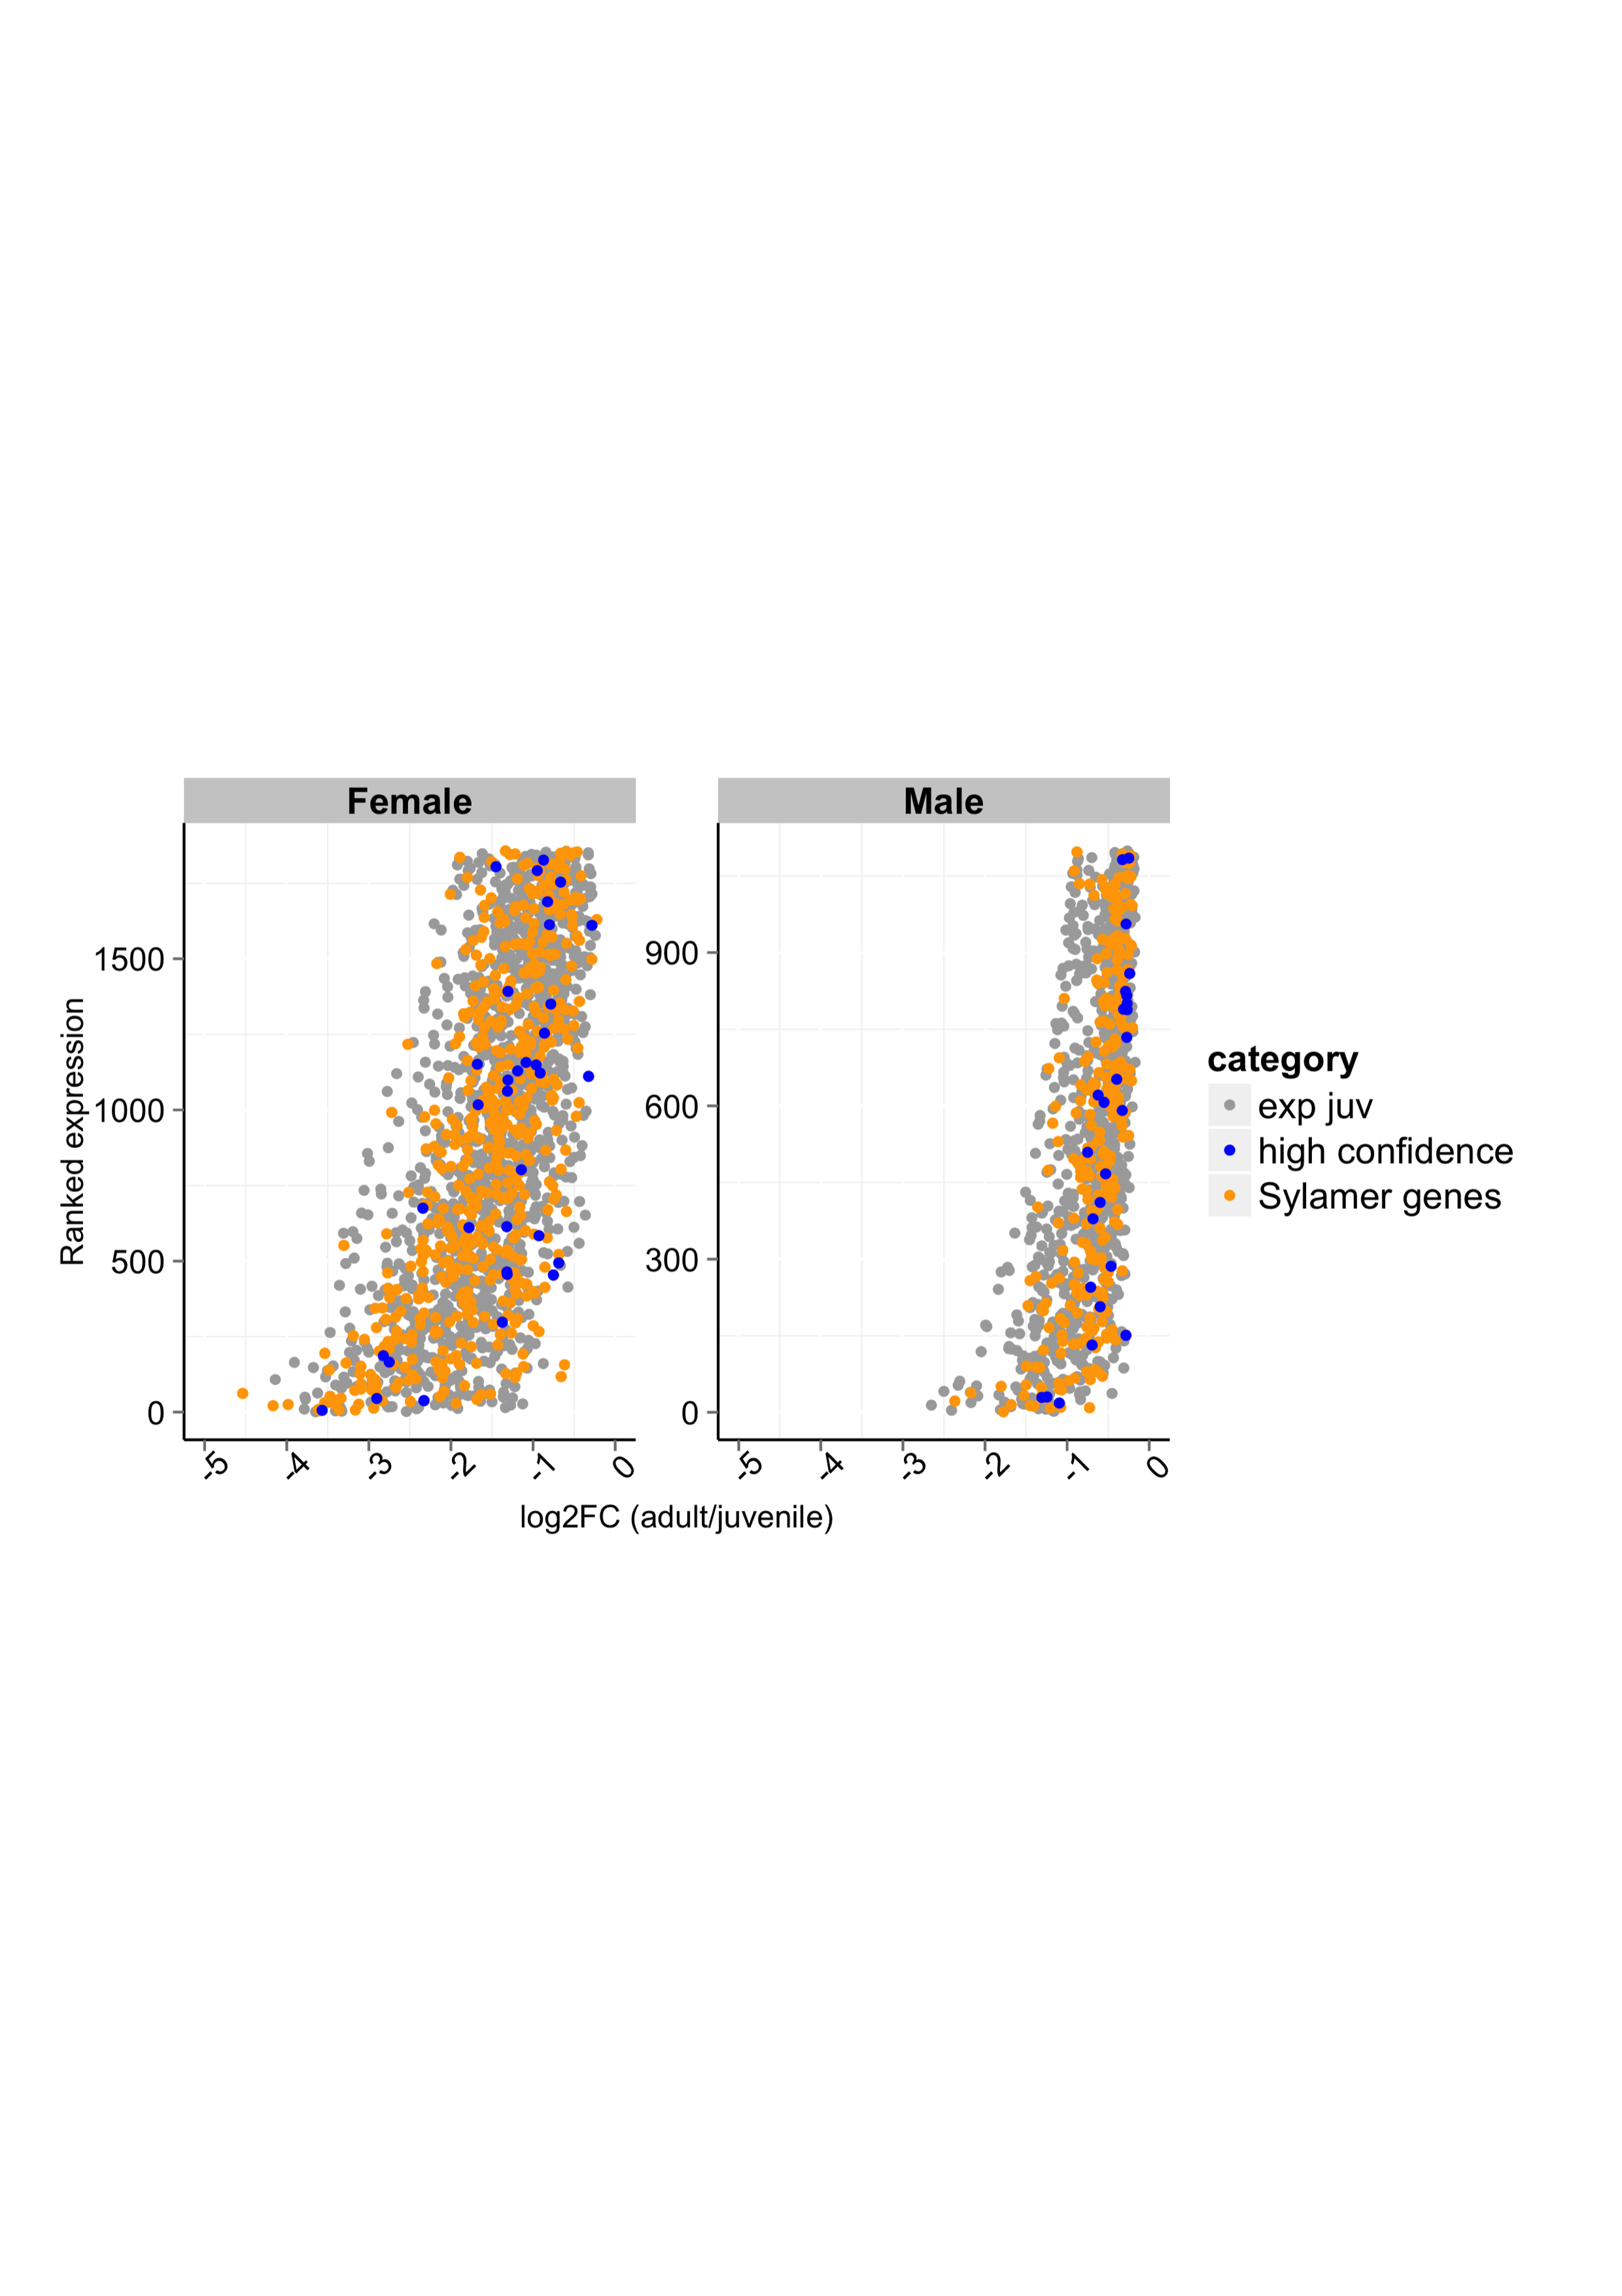 Female
Male
Ranked expression
1500
1000
500
0
900
600
300
0
-5
-4
-3
-2
-1
0
-5
-4
-3
-2
-1
0
log2FC (adult/juvenile)
category
exp juv
high confidence
Sylamer genes